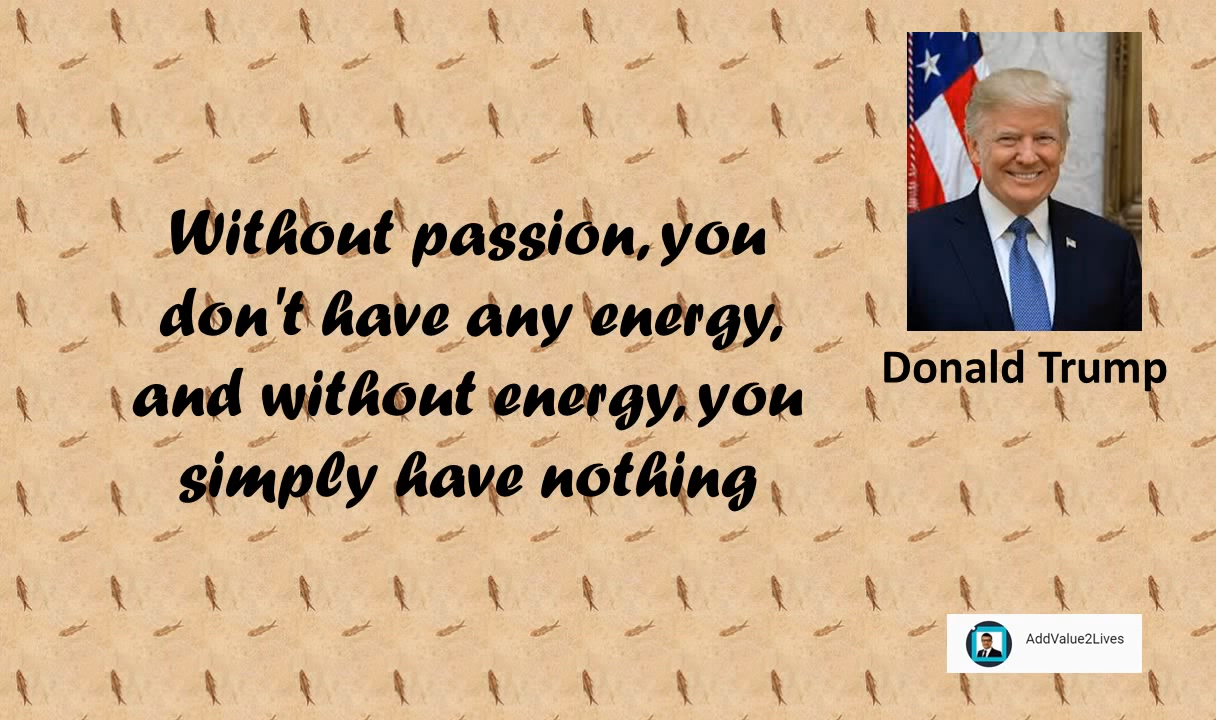 Without passion, you
don't have any energy,
and without energy, you
simply have nothing
Donald Trump
AddValue2Lives